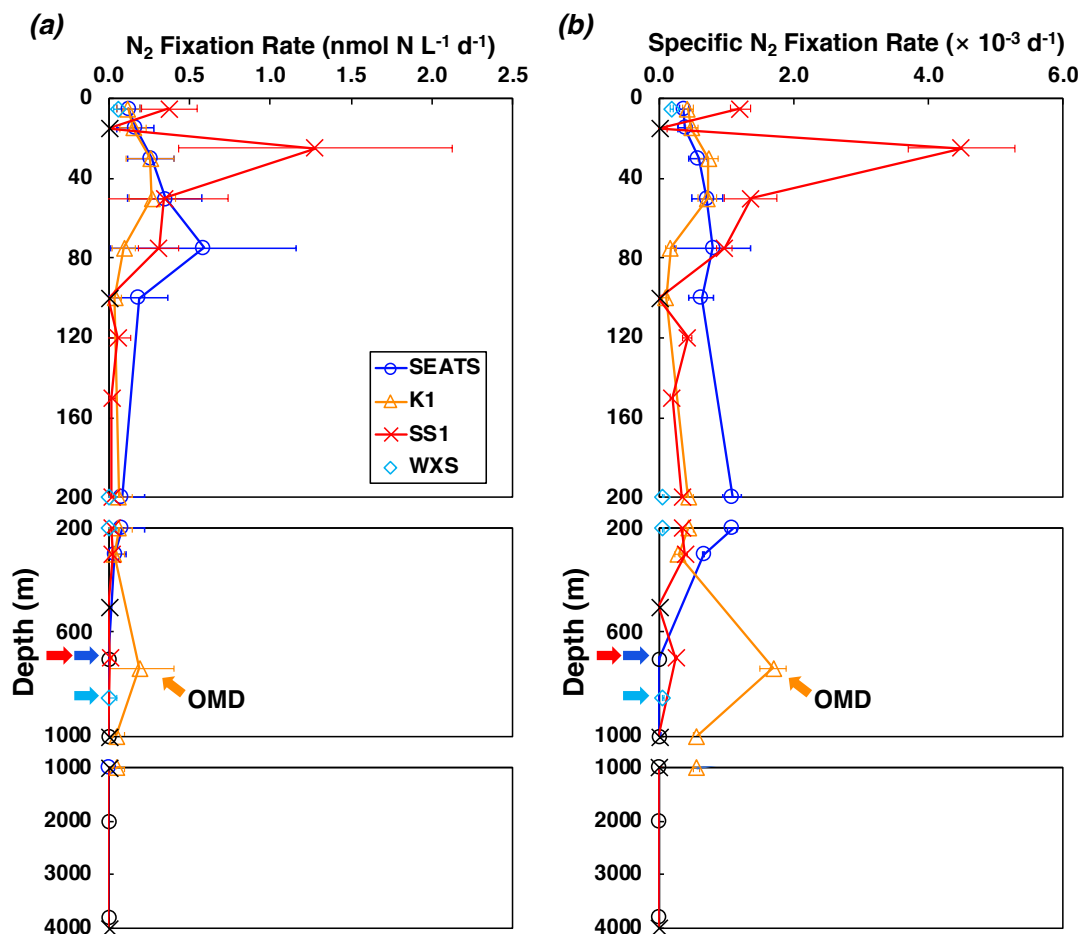 (a)
N2 Fixation Rate (nmol N L-1 d-1)
0.0 0.5 1.0 1.5 2.0 2.5
0
40
80
120
160
200
SEATS
K1
SS1
WXS
200
600
1000
OMD
1000
2000
3000
4000
Depth (m)
(b)
Specific N2 Fixation Rate (× 10-3 d-1)
0.0 2.0 4.0 6.0
0
40
80
120
160
200
200
600
1000
OMD
1000
2000
3000
4000
Depth (m)